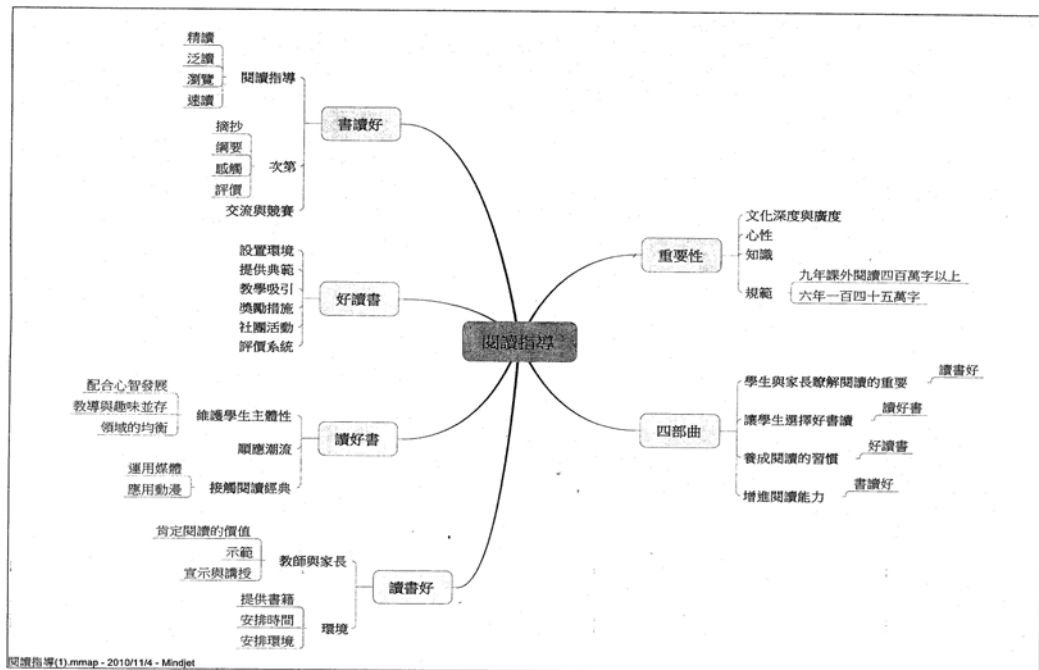 閱讀指導
重要性
文化深度與廣度
心性
知識
規範
九年課外閱讀四百萬字以上
六年一百四十五萬字
四部曲
學生與家長瞭解閱讀的重要
讀書好
讓學生選擇好書讀
讀好書
養成閱讀的習慣
好讀書
增進閱讀能力
書讀好
書讀好
閱讀指導
精讀
泛讀
瀏覽
速讀
次第
摘抄
綱要
感觸
評價
交流與競賽
好讀書
設置環境
提供典範
教學吸引
獎勵措施
社團活動
評價系統
讀好書
維護學生主體性
配合心智發展
教導與趣味並存
領域的均衡
順應潮流
接觸閱讀經典
運用媒體
應用動漫
讀書好
教師與家長
肯定閱讀的價值
示範
宣示與講授
環境
提供書籍
安排時間
安排環境
閱讀指導(1).mmap - 2010/11/4 - Mindjet